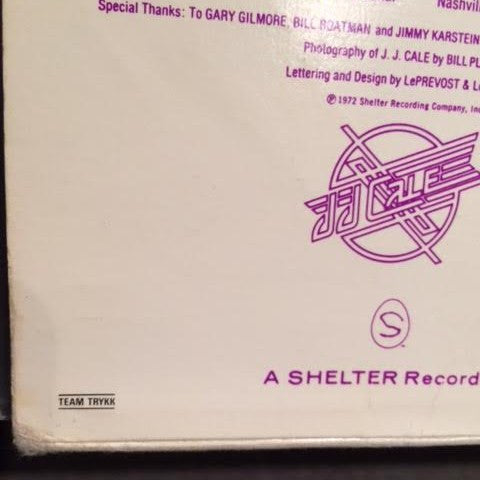 Nashvil
Special Thanks: To GARY GILMORE, BILL BOATMAN and JIMMY KARSTEIN
Photography of J. J. CALE by BILL PU
Lettering and Design by LePREVOST & L
℗ 1972 Shelter Recording Company, Inc
JJ CALE
S
A SHELTER Record
TEAM TRYKK